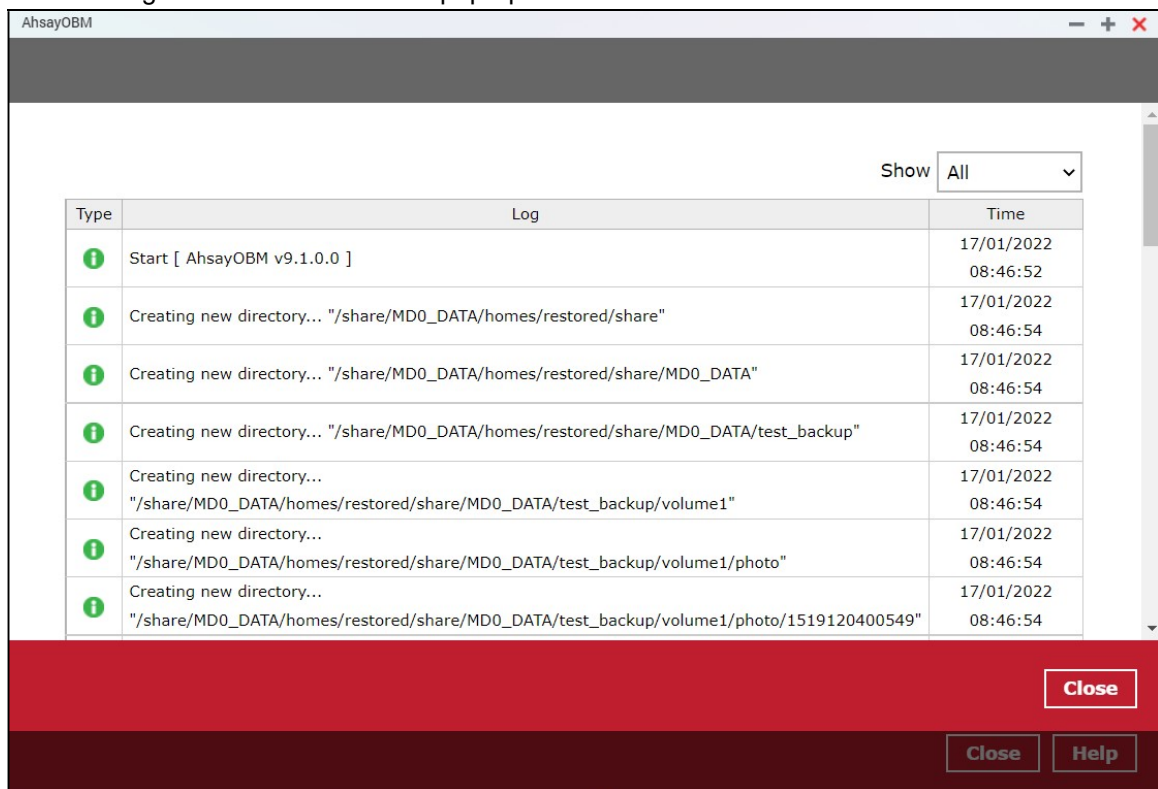 AhsayOBM
Show All
Type Log Time
Start [ AhsayOBM v9.1.0.0 ] 17/01/2022
08:46:52
Creating new directory... "/share/MD0_DATA/homes/restored/share" 17/01/2022
08:46:54
Creating new directory... "/share/MD0_DATA/homes/restored/share/MD0_DATA" 17/01/2022
08:46:54
Creating new directory... "/share/MD0_DATA/homes/restored/share/MD0_DATA/test_backup" 17/01/2022
08:46:54
Creating new directory... 17/01/2022
"/share/MD0_DATA/homes/restored/share/MD0_DATA/test_backup/volume1" 08:46:54
Creating new directory... 17/01/2022
"/share/MD0_DATA/homes/restored/share/MD0_DATA/test_backup/volume1/photo" 08:46:54
Creating new directory... 17/01/2022
"/share/MD0_DATA/homes/restored/share/MD0_DATA/test_backup/volume1/photo/1519120400549" 08:46:54
Close
Close Help